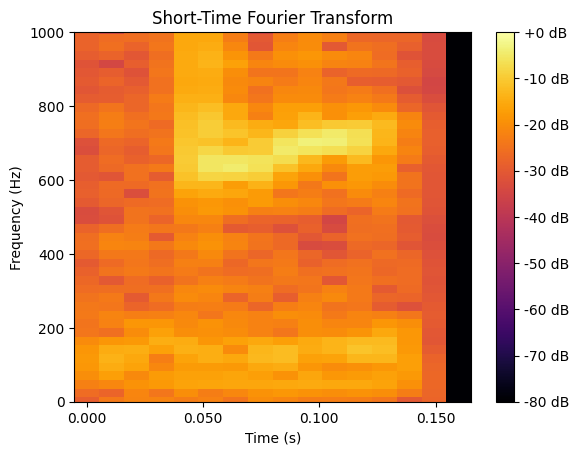 Short-Time Fourier Transform
Frequency (Hz)
1000
800
600
400
200
0
0.000
0.050
0.100
0.150
Time (s)
+0 dB
-10 dB
-20 dB
-30 dB
-40 dB
-50 dB
-60 dB
-70 dB
-80 dB